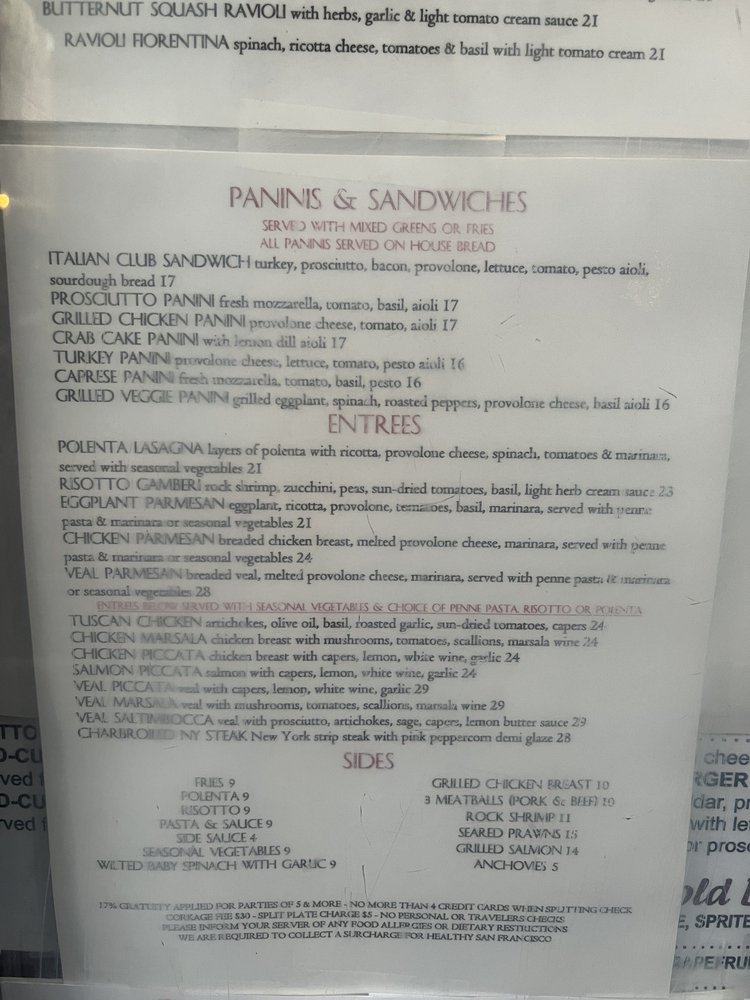 BUTTERNUT SQUASH RAVIOLI with herbs, garlic & light tomato cream sauce 21
RAVIOLI FIORENTINA spinach, ricotta cheese, tomatoes & basil with light tomato cream 21
PANINIS & SANDWICHES
SERVED WITH MIXED GREENS OR FRIES
ALL PANINIS SERVED ON HOUSE BREAD
ITALIAN CLUB SANDWICH turkey, prosciutto, bacon, provolone, lettuce, tomato, pesto aioli,
sourdough bread 17
PROSCIUTTO PANINI fresh mozzarella, tomato, basil, aioli 17
GRILLED CHICKEN PANINI provolone cheese, tomato, aioli 17
CRAB CAKE PANINI with lemon dill aioli 17
TURKEY PANINI provolone cheese, lettuce, tomato, pesto aioli 16
CAPRESE PANINI fresh mozzarella, tomato, basil, pesto 16
GRILLED VEGGIE PANINI grilled eggplant, spinach, roasted peppers, provolone cheese, basil aioli 16
ENTREES
POLENTA LASAGNA layers of polenta with ricotta, provolone cheese, spinach, tomatoes & marinara,
served with seasonal vegetables 21
RISOTTO GAMBERI rock shrimp, zucchini, peas, sun-dried tomatoes, basil, light herb cream sauce 23
EGGPLANT PARMESAN eggplant, ricotta, provolone, tomatoes, basil, marinara, served with penne
pasta & marinara or seasonal vegetables 21
CHICKEN PARMESAN breaded chicken breast, melted provolone cheese, marinara, served with penne
pasta & marinara or seasonal vegetables 24
VEAL PARMESAN breaded veal, melted provolone cheese, marinara, served with penne pasta & marinara
or seasonal vegetables 28
ENTREES BELOW SERVED WITH SEASONAL VEGETABLES & CHOICE OF PENNE PASTA, RISOTTO OR POLENTA
TUSCAN CHICKEN artichokes, olive oil, basil, roasted garlic, sun-dried tomatoes, capers 24
CHICKEN MARSALA chicken breast with mushrooms, tomatoes, scallions, marsala wine 24
CHICKEN PICCATA chicken breast with capers, lemon, white wine, garlic 24
SALMON PICCATA salmon with capers, lemon, white wine, garlic 24
VEAL PICCATA veal with capers, lemon, white wine, garlic 29
VEAL MARSALA veal with mushrooms, tomatoes, scallions, marsala wine 29
VEAL SALTIMBOCCA veal with prosciutto, artichokes, sage, capers, lemon butter sauce 29
CHARBROILED NY STEAK New York strip steak with pink peppercorn demi glaze 28
SIDES
FRIES 9
POLENTA 9
RISOTTO 9
PASTA & SAUCE 9
SIDE SAUCE 4
SEASONAL VEGETABLES 9
WILTED BABY SPINACH WITH GARLIC 9
GRILLED CHICKEN BREAST 10
3 MEATBALLS (PORK & BEEF) 10
ROCK SHRIMP 11
SEARED PRAWNS 15
GRILLED SALMON 14
ANCHOVIES 5
17% GRATUITY APPLIED FOR PARTIES OF 5 & MORE - NO MORE THAN 4 CREDIT CARDS WHEN SPLITTING CHECK
CORKAGE FEE $30 - SPLIT PLATE CHARGE $5 - NO PERSONAL OR TRAVELERS CHECKS
PLEASE INFORM YOUR SERVER OF ANY FOOD ALLERGIES OR DIETARY RESTRICTIONS
WE ARE REQUIRED TO COLLECT A SURCHARGE FOR HEALTHY SAN FRANCISCO
TTO
D-CU
ved
D-CU
rved
chee
RGER
dar, pr
with le
or prosc
old
E, SPRITE
RAPEFRU